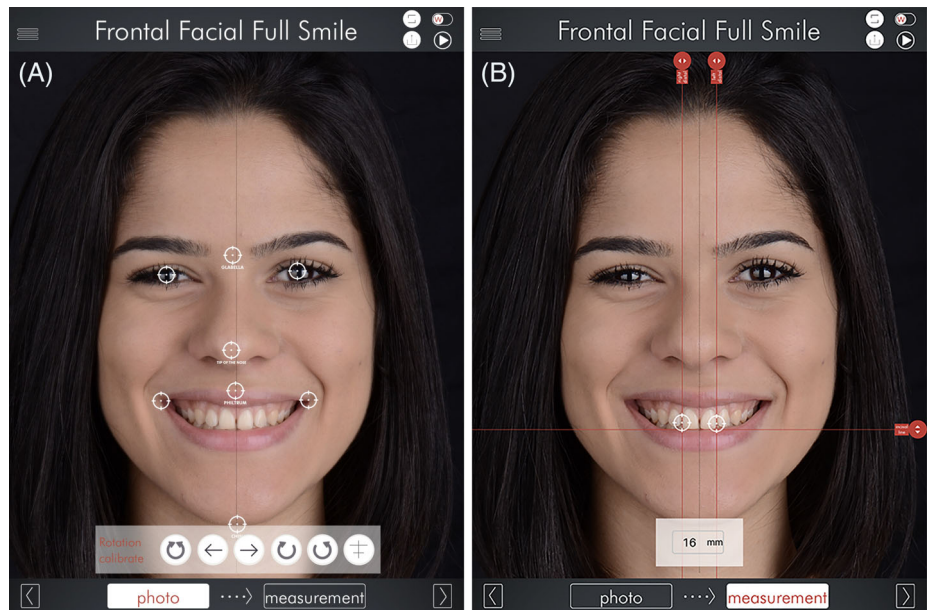 Frontal Facial Full Smile
W
(A)
GLABELLA
TIP OF THE NOSE
PHILTRUM
Rotation
calibrate
photo
measurement
Frontal Facial Full Smile
W
(B)
16 mm
photo
measurement